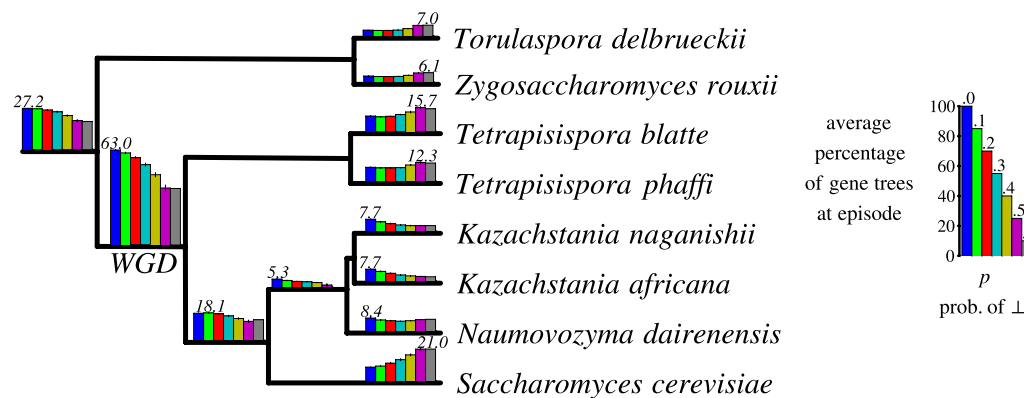 7.0
Torulaspora delbrueckii
6.1
Zygosaccharomyces rouxii
15.7
Tetrapisispora blatte
12.3
Tetrapisispora phaffi
27.2
63.0
WGD
7.7
Kazachstania naganishii
5.3
7.7
Kazachstania africana
18.1
8.4
Naumovozyma dairenensis
21.0
Saccharomyces cerevisiae
average
percentage
of gene trees
at episode
100
80
60
40
20
0
.0
.1
.2
.3
.4
.5
p
prob. of ⊥